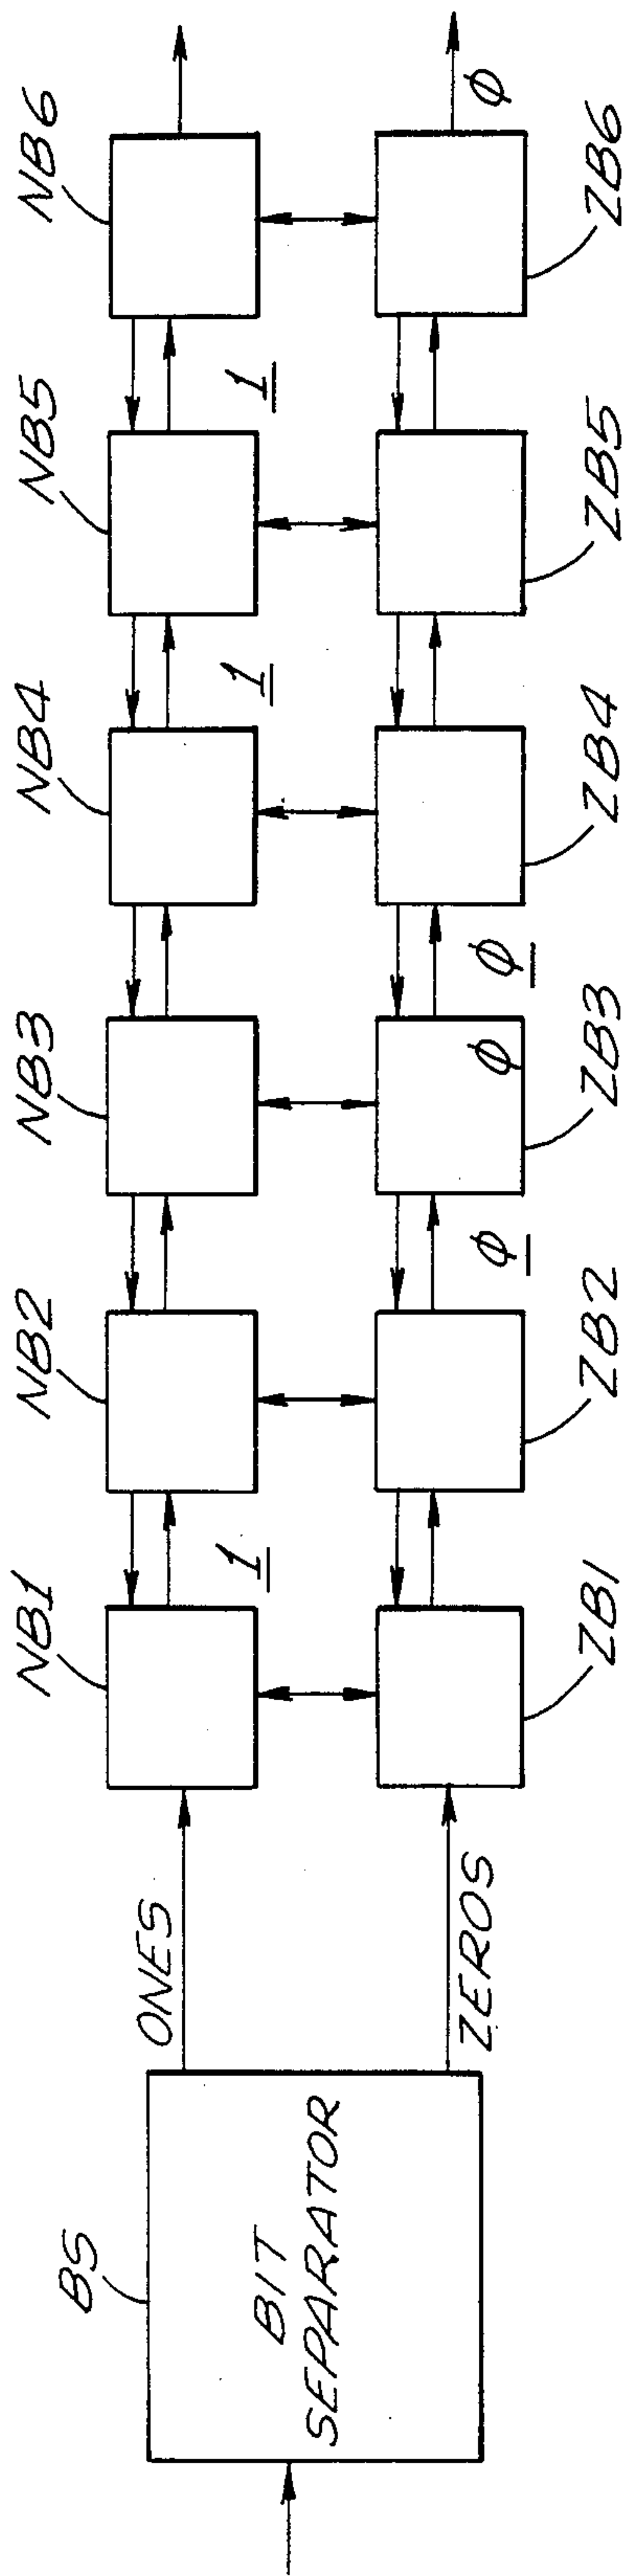 BS
NB1
NB2
NB3
NB4
NB5
NB6
ONES
BIT
SEPARATOR
1
1
1
ZEROS
φ
φ
φ
φ
ZB1
ZB2
ZB3
ZB4
ZB5
ZB6